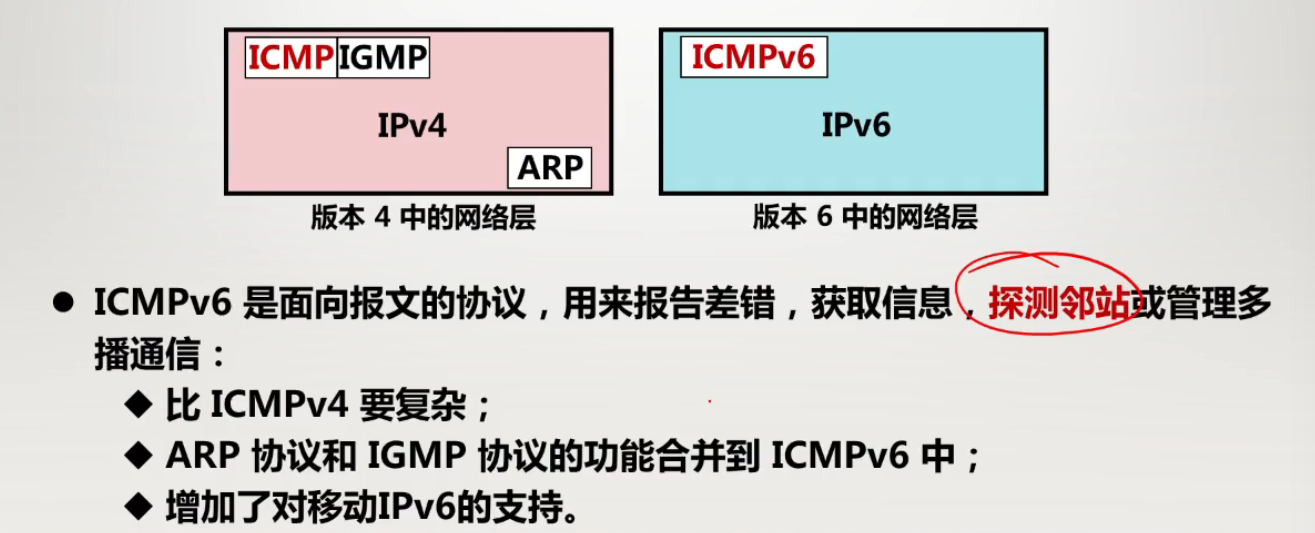 ICMP IGMP
IPv4
ARP
版本 4 中的网络层
ICMPv6
IPv6
版本 6 中的网络层
● ICMPv6 是面向报文的协议，用来报告差错，获取信息，探测邻站或管理多
播通信：
◆ 比 ICMPv4 要复杂；
◆ ARP 协议和 IGMP 协议的功能合并到 ICMPv6 中；
◆ 增加了对移动IPv6的支持。